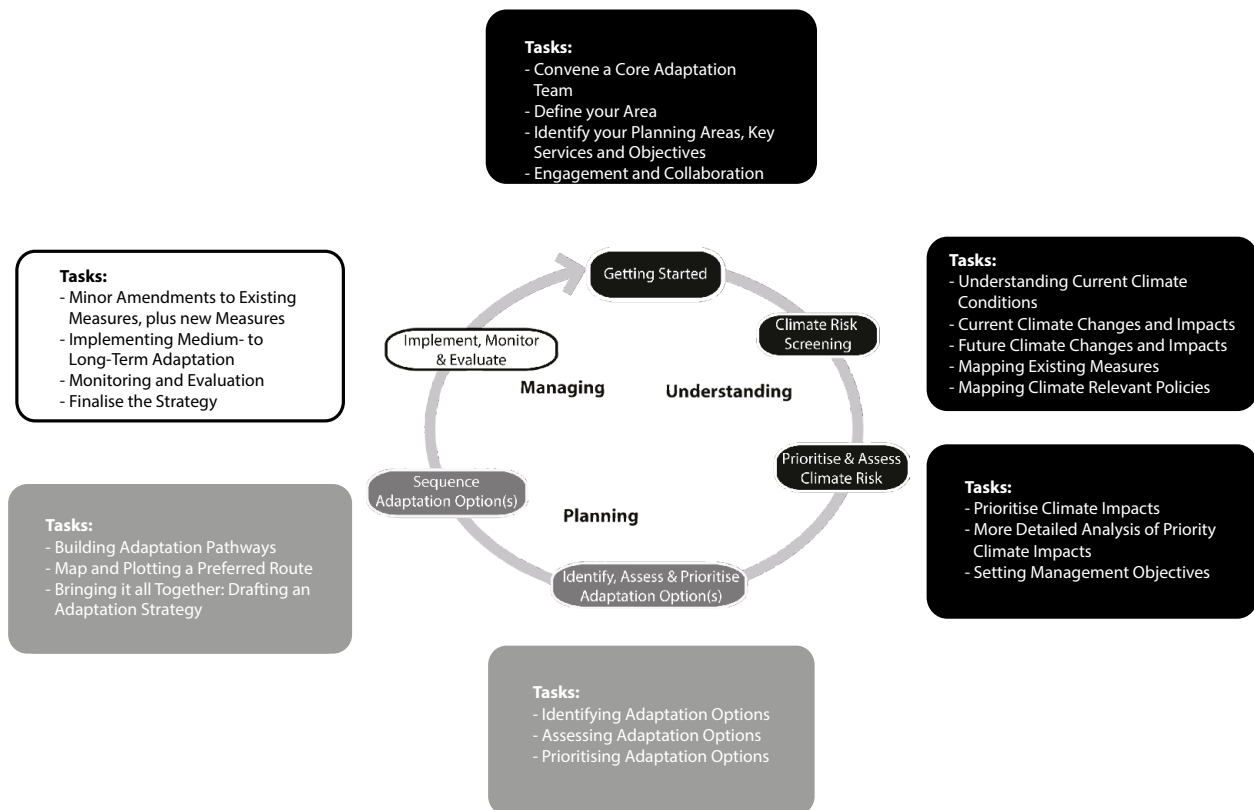 Tasks:
- Convene a Core Adaptation
Team
- Define your Area
- Identify your Planning Areas, Key
Services and Objectives
- Engagement and Collaboration
Getting Started
Climate Risk
Screening
Tasks:
- Understanding Current Climate
Conditions
- Current Climate Changes and Impacts
- Future Climate Changes and Impacts
- Mapping Existing Measures
- Mapping Climate Relevant Policies
Prioritise & Assess
Climate Risk
Tasks:
- Prioritise Climate Impacts
- More Detailed Analysis of Priority
Climate Impacts
- Setting Management Objectives
Identify, Assess & Prioritise
Adaptation Option(s)
Tasks:
- Identifying Adaptation Options
- Assessing Adaptation Options
- Prioritising Adaptation Options
Sequence
Adaptation Option(s)
Tasks:
- Building Adaptation Pathways
- Map and Plotting a Preferred Route
- Bringing it all Together: Drafting an
Adaptation Strategy
Implement, Monitor
& Evaluate
Tasks:
- Minor Amendments to Existing
Measures, plus new Measures
- Implementing Medium- to
Long-Term Adaptation
- Monitoring and Evaluation
- Finalise the Strategy
Managing
Understanding
Planning